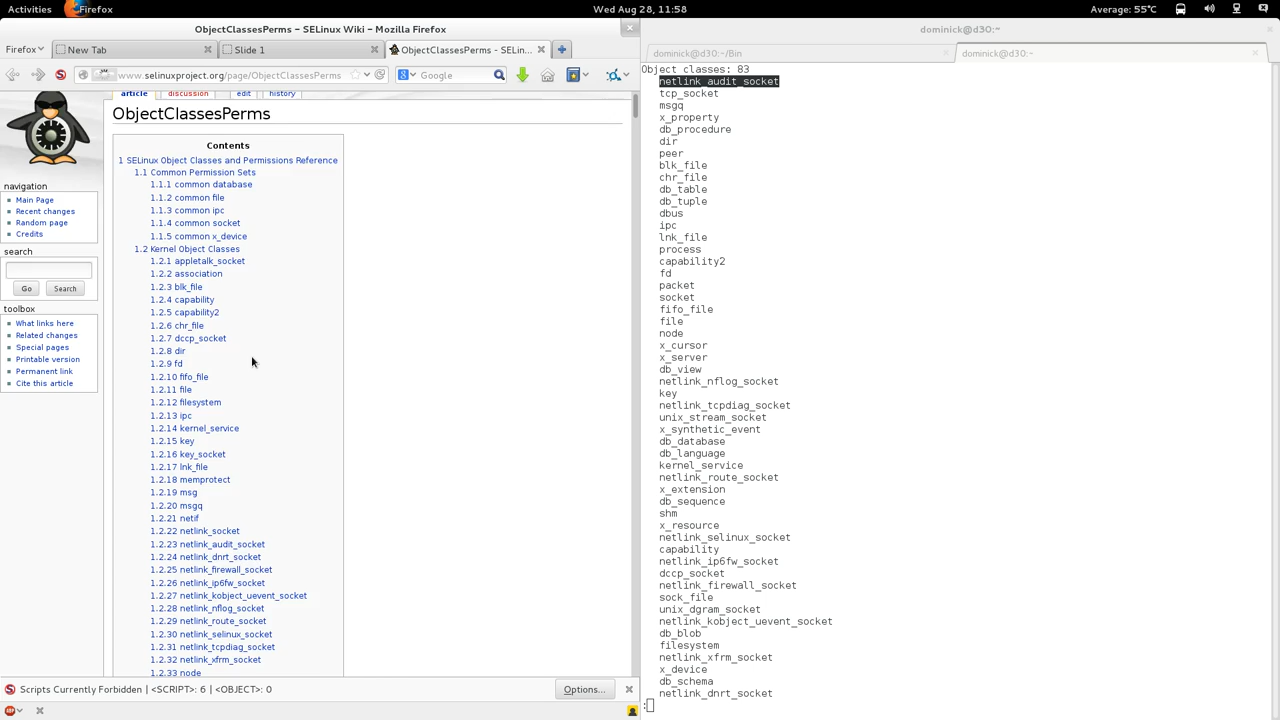 Activities
Firefox
Wed Aug 28, 11:58
Average: 55°C
ObjectClassesPerms – SELinux Wiki – Mozilla Firefox
Firefox
New Tab
Slide 1
ObjectClassesPerms - SELin...
www.selinuxproject.org/page/ObjectClassesPerms
Google
article
discussion
edit
history
ObjectClassesPerms
Contents
1 SELinux Object Classes and Permissions Reference
1.1 Common Permission Sets
1.1.1 common database
1.1.2 common file
1.1.3 common ipc
1.1.4 common socket
1.1.5 common x_device
1.2 Kernel Object Classes
1.2.1 appletalk_socket
1.2.2 association
1.2.3 blk_file
1.2.4 capability
1.2.5 capability2
1.2.6 chr_file
1.2.7 dccp_socket
1.2.8 dir
1.2.9 fd
1.2.10 fifo_file
1.2.11 file
1.2.12 filesystem
1.2.13 ipc
1.2.14 kernel_service
1.2.15 key
1.2.16 key_socket
1.2.17 lnk_file
1.2.18 memprotect
1.2.19 msg
1.2.20 msgq
1.2.21 netif
1.2.22 netlink_socket
1.2.23 netlink_audit_socket
1.2.24 netlink_dnrt_socket
1.2.25 netlink_firewall_socket
1.2.26 netlink_ip6fw_socket
1.2.27 netlink_kobject_uevent_socket
1.2.28 netlink_nflog_socket
1.2.29 netlink_route_socket
1.2.30 netlink_selinux_socket
1.2.31 netlink_tcpdiag_socket
1.2.32 netlink_xfrm_socket
1.2.33 node
navigation
Main Page
Recent changes
Random page
Credits
search
Go
Search
toolbox
What links here
Related changes
Special pages
Printable version
Permanent link
Cite this article
Scripts Currently Forbidden | <SCRIPT>: 6 | <OBJECT>: 0
Options...
dominick@d30:~
dominick@d30:~/Bin
dominick@d30:~
Object classes: 83
netlink_audit_socket
tcp_socket
msgq
x_property
db_procedure
dir
peer
blk_file
chr_file
db_table
db_tuple
dbus
ipc
lnk_file
process
capability2
fd
packet
socket
fifo_file
file
node
x_cursor
x_server
db_view
netlink_nflog_socket
key
netlink_tcpdiag_socket
unix_stream_socket
x_synthetic_event
db_database
db_language
kernel_service
netlink_route_socket
x_extension
db_sequence
shm
x_resource
netlink_selinux_socket
capability
netlink_ip6fw_socket
dccp_socket
netlink_firewall_socket
sock_file
unix_dgram_socket
netlink_kobject_uevent_socket
db_blob
filesystem
netlink_xfrm_socket
x_device
db_schema
netlink_dnrt_socket
: